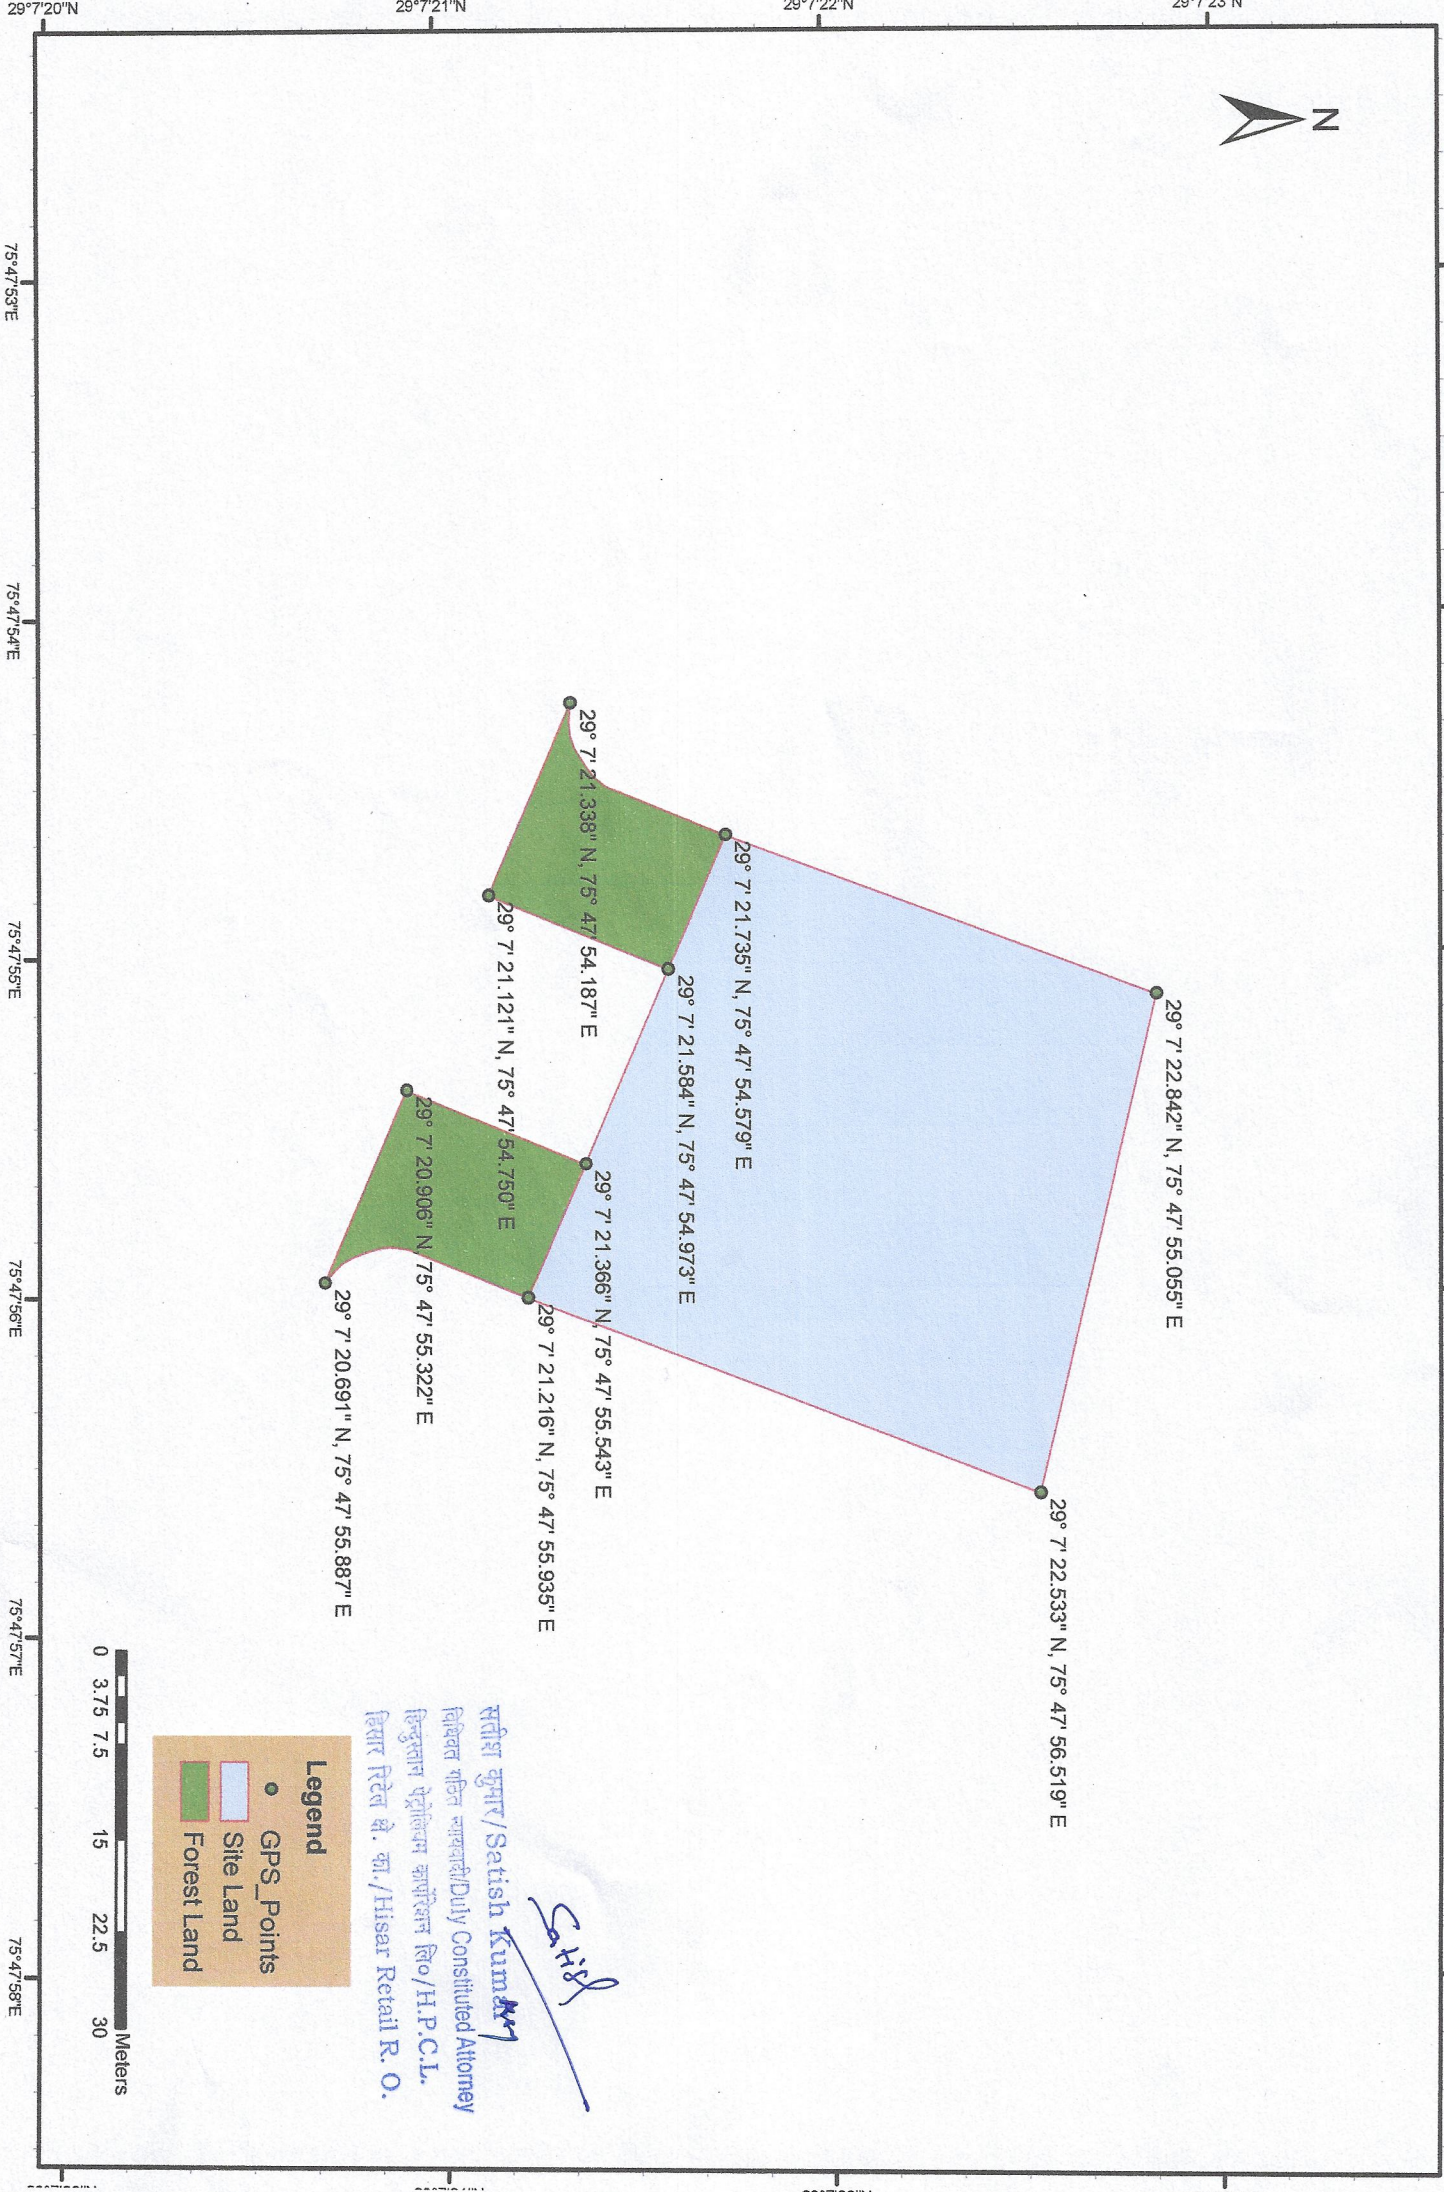 N
29°7'20"N
29°7'21"N
29°7'22"N
29°7'23"N
75°47'53"E
75°47'54"E
75°47'55"E
75°47'56"E
75°47'57"E
75°47'58"E
29° 7' 22.842" N, 75° 47' 55.055" E
29° 7' 22.533" N, 75° 47' 56.519" E
29° 7' 21.735" N, 75° 47' 54.579" E
29° 7' 21.584" N, 75° 47' 54.973" E
29° 7' 21.338" N, 75° 47' 54.187" E
29° 7' 21.366" N, 75° 47' 55.543" E
29° 7' 21.216" N, 75° 47' 55.935" E
29° 7' 21.121" N, 75° 47' 54.750" E
29° 7' 20.906" N, 75° 47' 55.322" E
29° 7' 20.691" N, 75° 47' 55.887" E
Satish
सतीश कुमार/Satish Kumar
विधिवत गठित न्यायवादी/Duly Constituted Attorney
हिन्दुस्तान पेट्रोलियम कार्पोरेशन लि०/H.P.C.L.
हिसार रिटेल क्षे. का./Hisar Retail R. O.
Legend
GPS_Points
Site Land
Forest Land
0 3.75 7.5 15 22.5 30
Meters